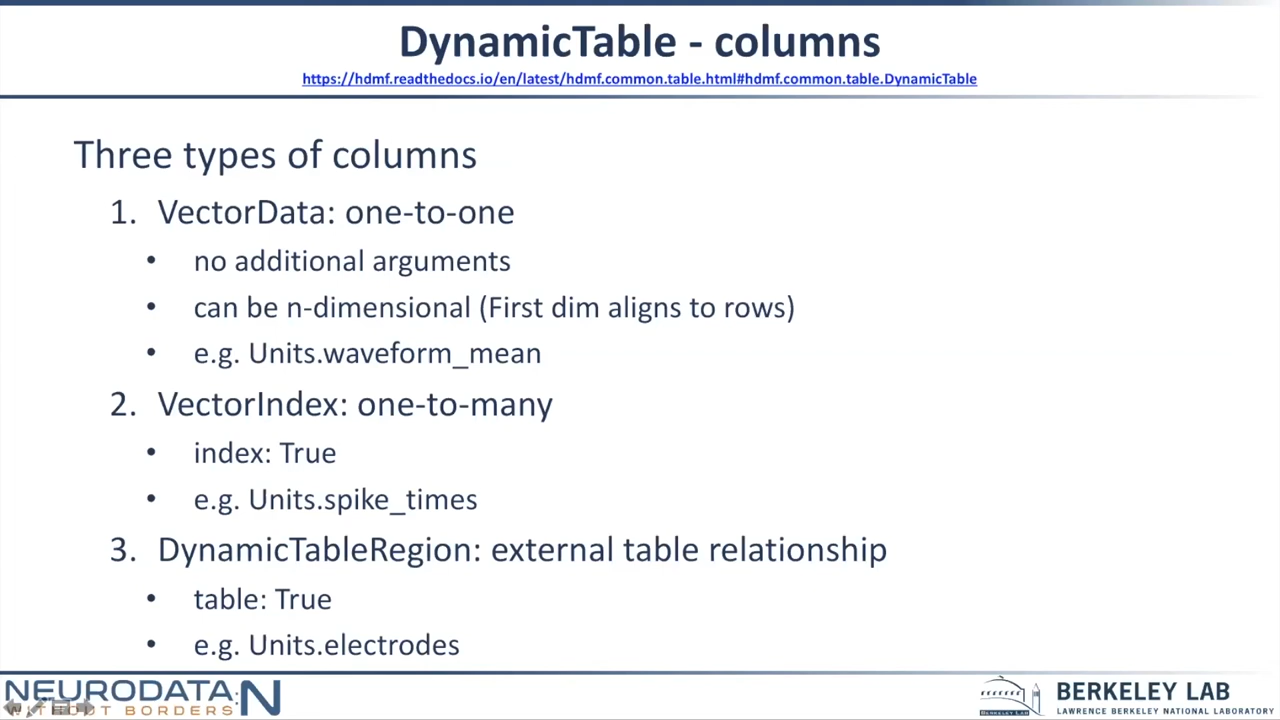 DynamicTable - columns
https://hdmf.readthedocs.io/en/latest/hdmf.common.table.html#hdmf.common.table.DynamicTable
Three types of columns
1. VectorData: one-to-one
• no additional arguments
• can be n-dimensional (First dim aligns to rows)
• e.g. Units.waveform_mean
2. VectorIndex: one-to-many
• index: True
• e.g. Units.spike_times
3. DynamicTableRegion: external table relationship
• table: True
• e.g. Units.electrodes
NEURODATA
WITHOUT BORDERS
N
BERKELEY LAB
BERKELEY LAB
LAWRENCE BERKELEY NATIONAL LABORATORY